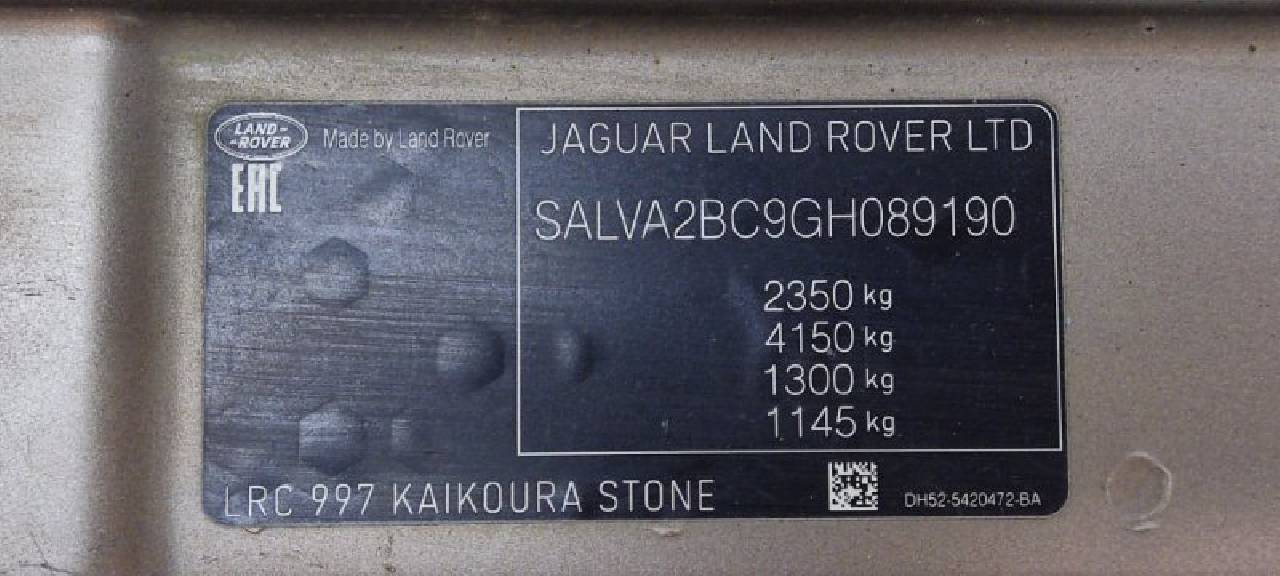 LAND-
-ROVER
Made by Land Rover
EAC
JAGUAR LAND ROVER LTD
SALVA2BC9GH089190
2350 kg
4150 kg
1300 kg
1145 kg
LRC 997 KAIKOURA STONE
DH52-5420472-BA